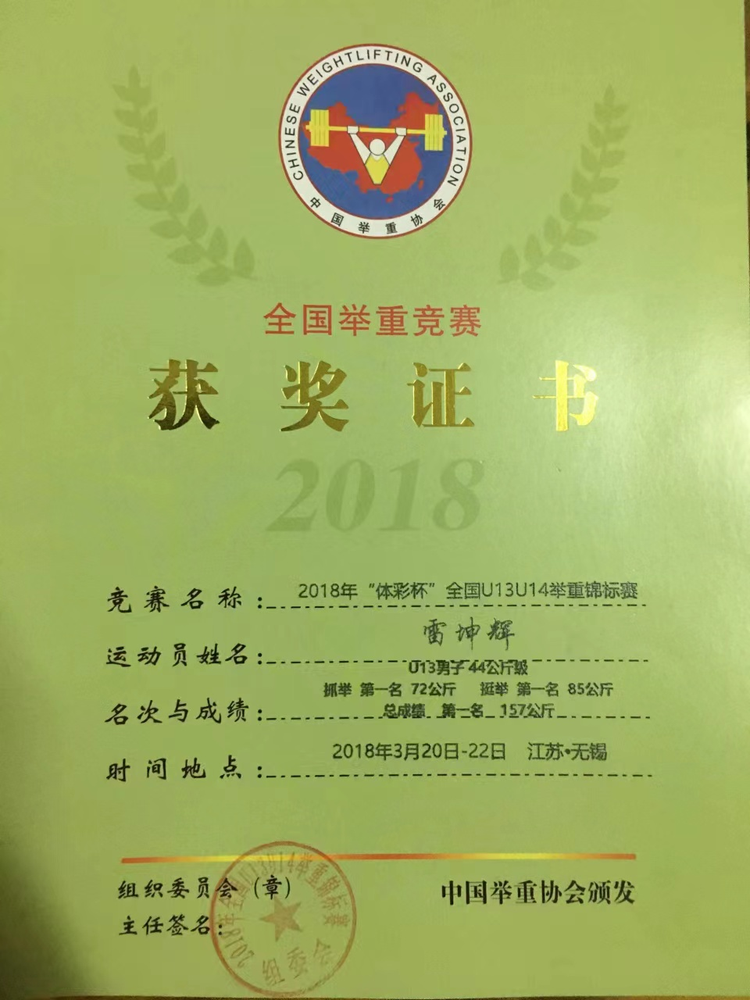 CHINESE WEIGHTLIFTING ASSOCIATION
中国举重协会
全国举重竞赛
获奖证书
2018
竞赛名称：2018年“体彩杯”全国U13U14举重锦标赛
运动员姓名：雷坤辉
U13男子 44公斤级
抓举 第一名 72公斤 挺举 第一名 85公斤
名次与成绩：总成绩 第一名 157公斤
时间地点：2018年3月20日-22日 江苏•无锡
组织委员会（章）
中国举重协会颁发
主任签名：
2018年全国U13U14举重锦标赛
组委会